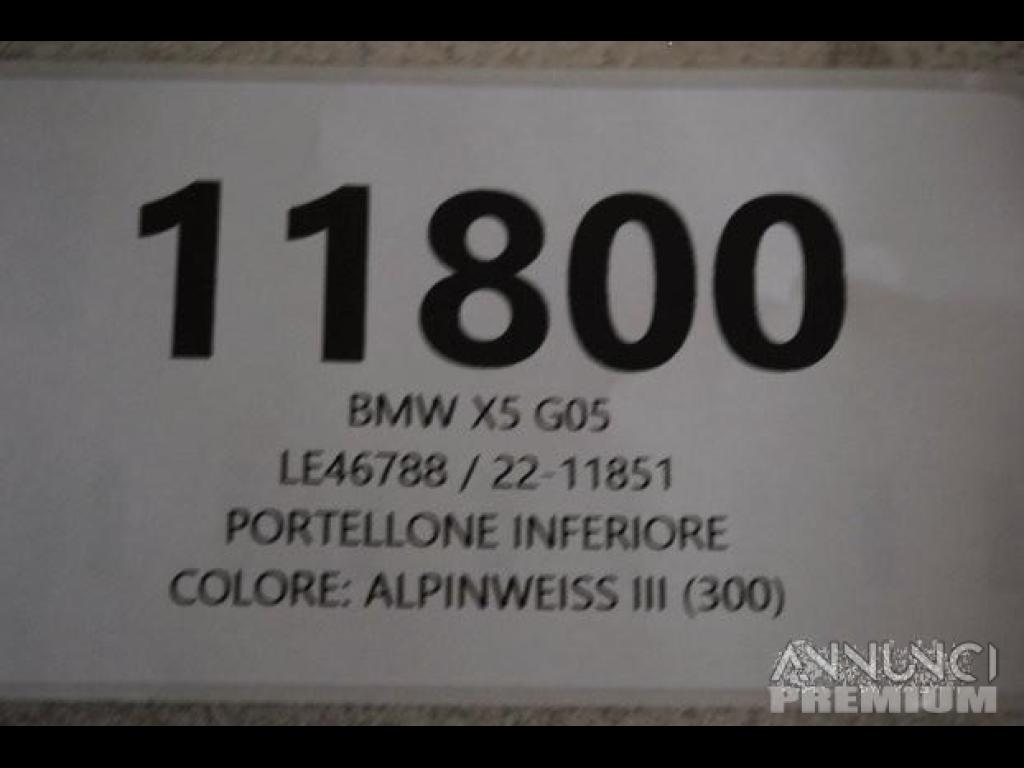 11800
BMW X5 G05
LE46788 / 22-11851
PORTELLONE INFERIORE
COLORE: ALPINWEISS III (300)
ANNUNCI
PREMIUM